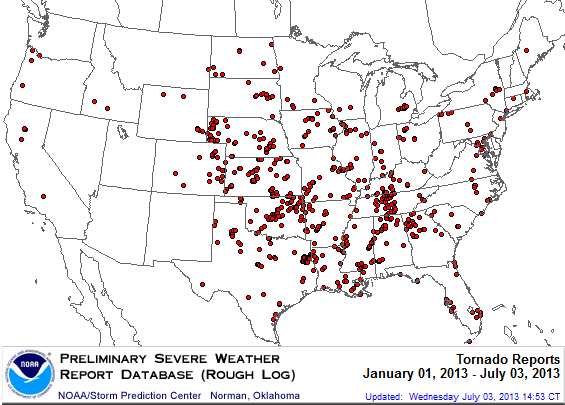 NOAA
PRELIMINARY SEVERE WEATHER
REPORT DATABASE (ROUGH LOG)
NOAA/Storm Prediction Center Norman, Oklahoma
Tornado Reports
January 01, 2013 - July 03, 2013
Updated: Wednesday July 03, 2013 14:53 CT